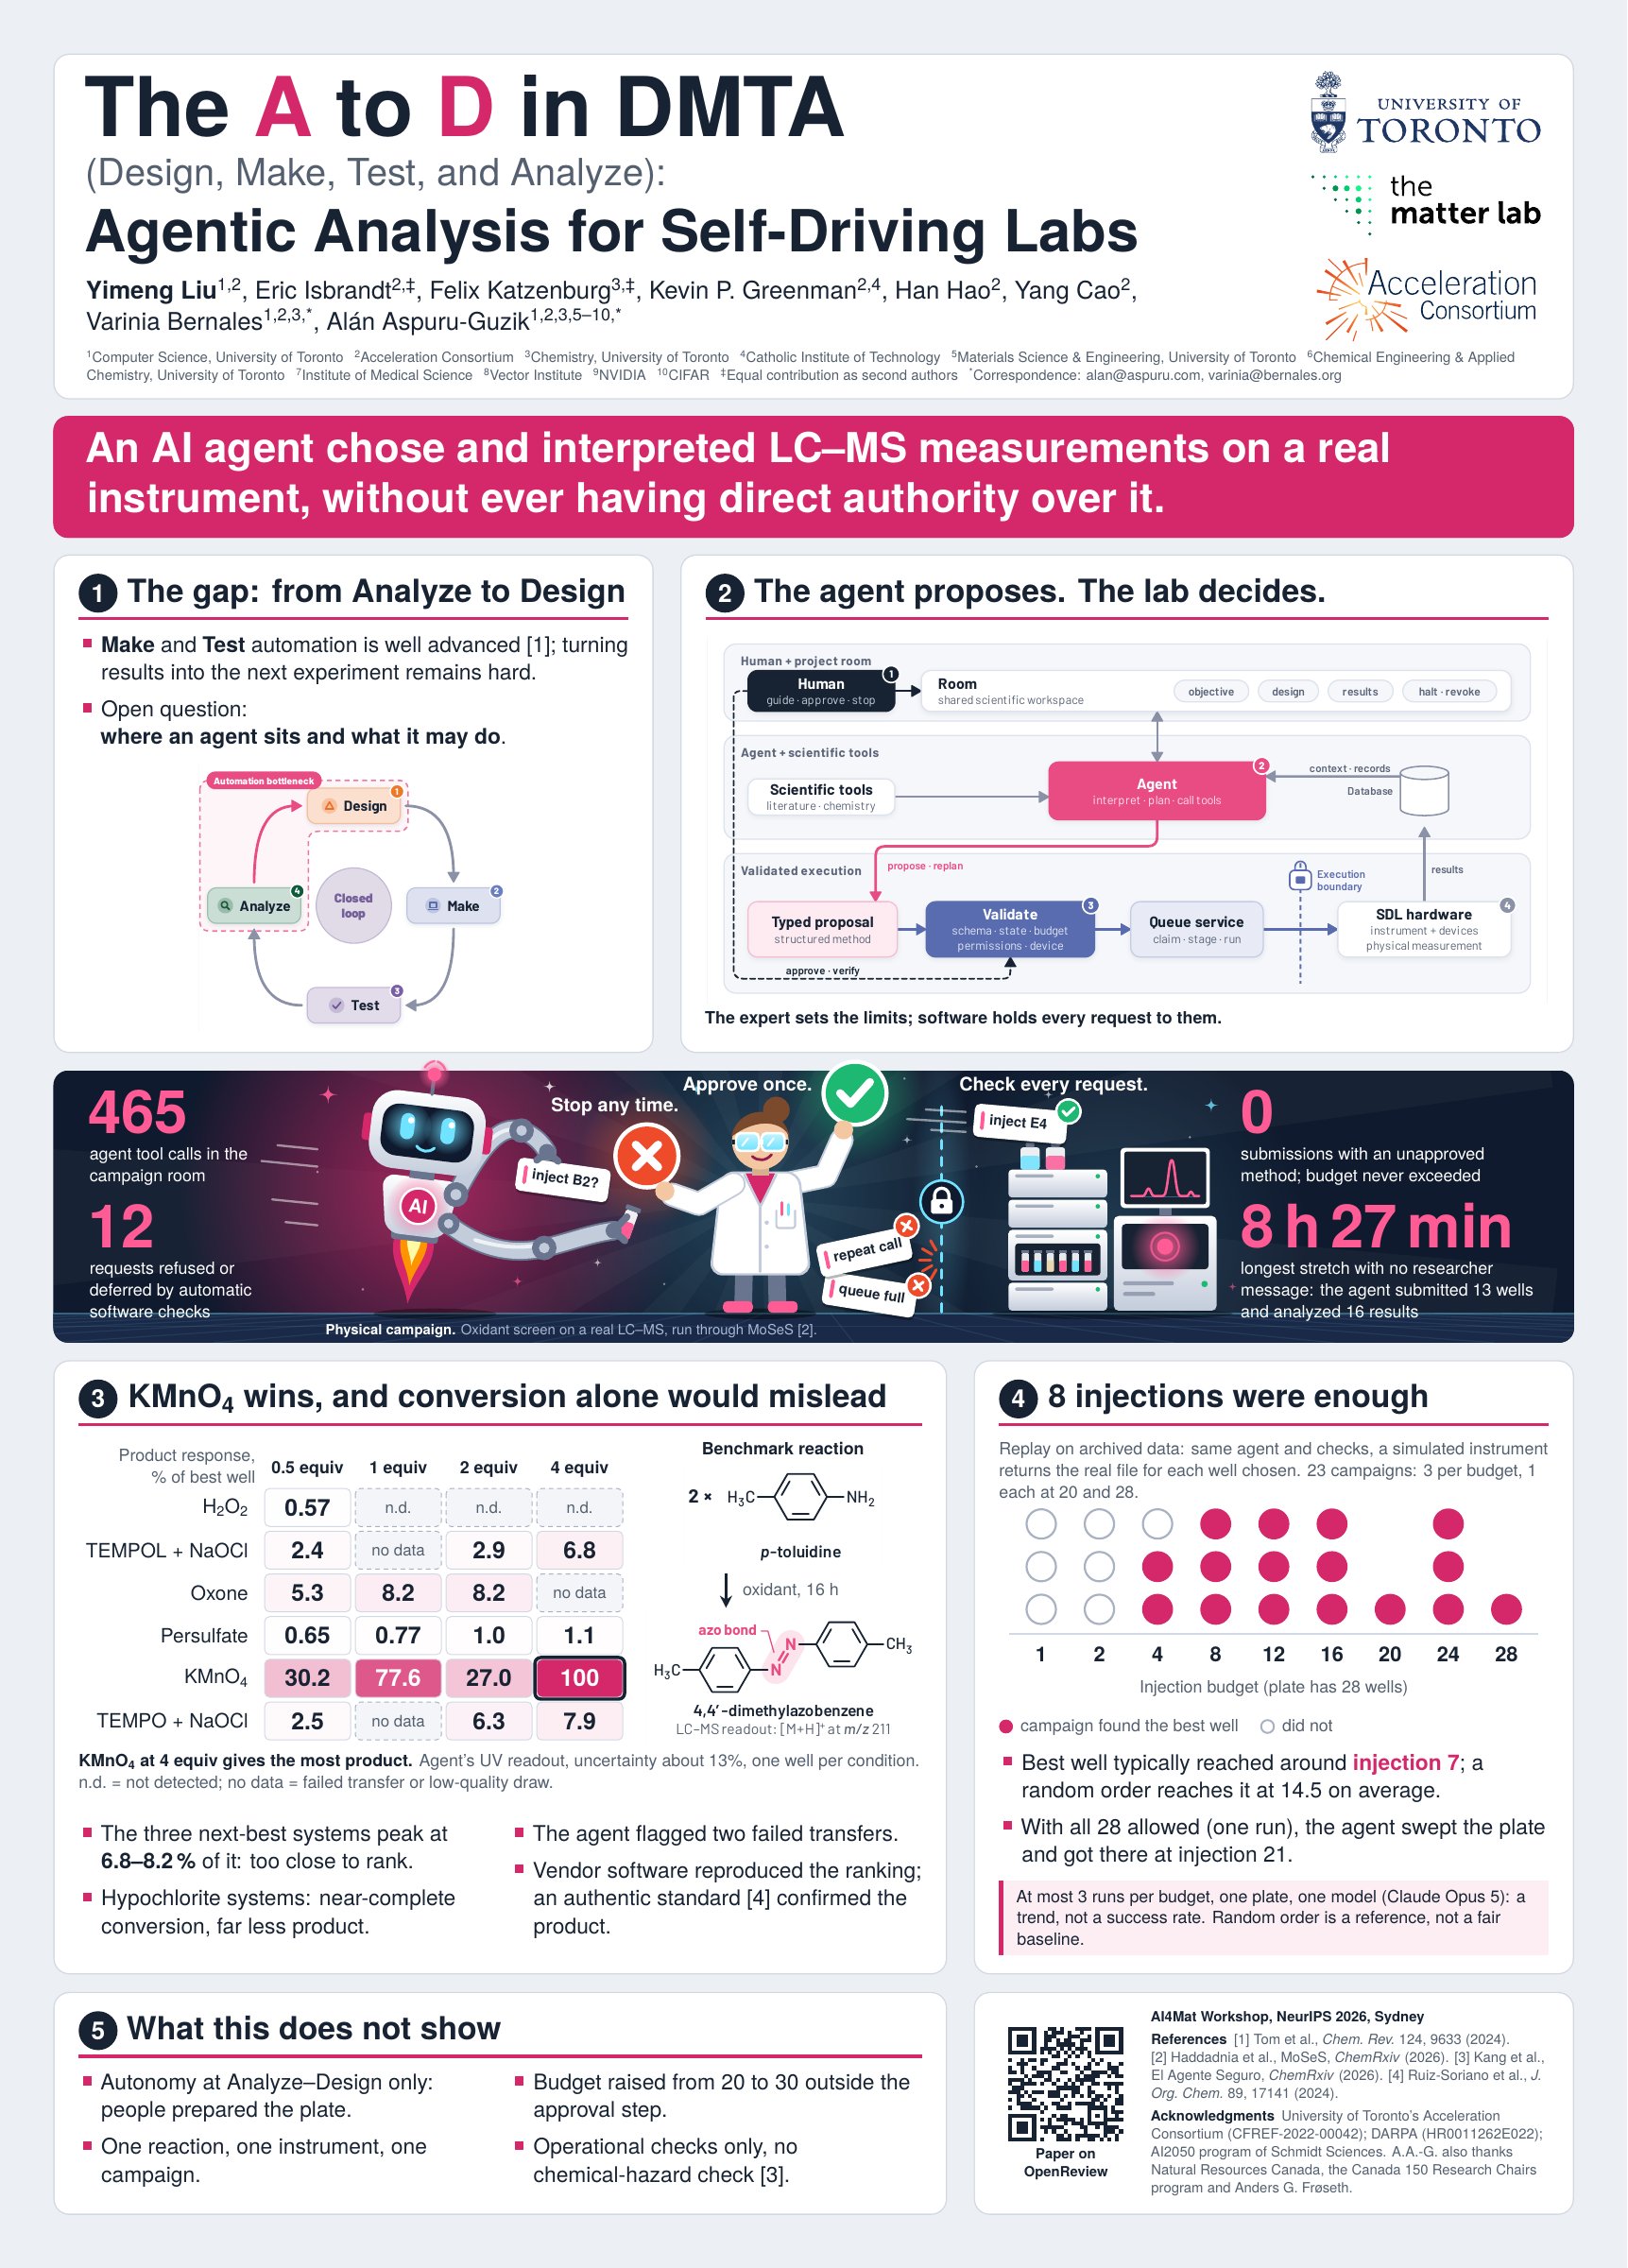 The A to D in DMTA
(Design, Make, Test, and Analyze):
Agentic Analysis for Self-Driving Labs
Yimeng Liu1,2, Eric Isbrandt2,‡, Felix Katzenburg3,‡, Kevin P. Greenman2,4, Han Hao2, Yang Cao2,
Varinia Bernales1,2,3,*, Alán Aspuru-Guzik1,2,3,5–10,*
1Computer Science, University of Toronto 2Acceleration Consortium 3Chemistry, University of Toronto 4Catholic Institute of Technology 5Materials Science & Engineering, University of Toronto 6Chemical Engineering & Applied
Chemistry, University of Toronto 7Institute of Medical Science 8Vector Institute 9NVIDIA 10CIFAR ‡Equal contribution as second authors *Correspondence: alan@aspuru.com, varinia@bernales.org
UNIVERSITY OF
TORONTO
the
matter lab
Acceleration
Consortium
An AI agent chose and interpreted LC–MS measurements on a real
instrument, without ever having direct authority over it.
1 The gap: from Analyze to Design
Make and Test automation is well advanced [1]; turning
results into the next experiment remains hard.
Open question:
where an agent sits and what it may do.
Automation bottleneck
Design 1
Analyze 4
Closed
loop
Make 2
Test 3
2 The agent proposes. The lab decides.
Human + project room
Human 1
guide · approve · stop
Room
shared scientific workspace
objective
design
results
halt · revoke
Agent + scientific tools
Scientific tools
literature · chemistry
Agent 2
interpret · plan · call tools
context · records
Database
Validated execution
propose · replan
Execution
boundary
results
Typed proposal
structured method
Validate 3
schema · state · budget
permissions · device
Queue service
claim · stage · run
SDL hardware 4
instrument + devices
physical measurement
approve · verify
The expert sets the limits; software holds every request to them.
465
agent tool calls in the
campaign room
12
requests refused or
deferred by automatic
software checks
AI
inject B2?
Stop any time.
Approve once.
Check every request.
inject E4
repeat call
queue full
0
submissions with an unapproved
method; budget never exceeded
8 h 27 min
longest stretch with no researcher
message: the agent submitted 13 wells
and analyzed 16 results
Physical campaign. Oxidant screen on a real LC–MS, run through MoSeS [2].
3 KMnO4 wins, and conversion alone would mislead
Product response,
% of best well
0.5 equiv 1 equiv 2 equiv 4 equiv
H2O2 0.57 n.d. n.d. n.d.
TEMPOL + NaOCl 2.4 no data 2.9 6.8
Oxone 5.3 8.2 8.2 no data
Persulfate 0.65 0.77 1.0 1.1
KMnO4 30.2 77.6 27.0 100
TEMPO + NaOCl 2.5 no data 6.3 7.9
Benchmark reaction
2 × H3C NH2
p-toluidine
oxidant, 16 h
azo bond
N
N
CH3
H3C
4,4′-dimethylazobenzene
LC–MS readout: [M+H]+ at m/z 211
KMnO4 at 4 equiv gives the most product. Agent's UV readout, uncertainty about 13%, one well per condition.
n.d. = not detected; no data = failed transfer or low-quality draw.
The three next-best systems peak at
6.8–8.2 % of it: too close to rank.
Hypochlorite systems: near-complete
conversion, far less product.
The agent flagged two failed transfers.
Vendor software reproduced the ranking;
an authentic standard [4] confirmed the
product.
4 8 injections were enough
Replay on archived data: same agent and checks, a simulated instrument
returns the real file for each well chosen. 23 campaigns: 3 per budget, 1
each at 20 and 28.
1 2 4 8 12 16 20 24 28
Injection budget (plate has 28 wells)
campaign found the best well did not
Best well typically reached around injection 7; a
random order reaches it at 14.5 on average.
With all 28 allowed (one run), the agent swept the plate
and got there at injection 21.
At most 3 runs per budget, one plate, one model (Claude Opus 5): a
trend, not a success rate. Random order is a reference, not a fair
baseline.
5 What this does not show
Autonomy at Analyze–Design only:
people prepared the plate.
One reaction, one instrument, one
campaign.
Budget raised from 20 to 30 outside the
approval step.
Operational checks only, no
chemical-hazard check [3].
Paper on
OpenReview
AI4Mat Workshop, NeurIPS 2026, Sydney
References [1] Tom et al., Chem. Rev. 124, 9633 (2024).
[2] Haddadnia et al., MoSeS, ChemRxiv (2026). [3] Kang et al.,
El Agente Seguro, ChemRxiv (2026). [4] Ruiz-Soriano et al., J.
Org. Chem. 89, 17141 (2024).
Acknowledgments University of Toronto's Acceleration
Consortium (CFREF-2022-00042); DARPA (HR0011262E022);
AI2050 program of Schmidt Sciences. A.A.-G. also thanks
Natural Resources Canada, the Canada 150 Research Chairs
program and Anders G. Frøseth.